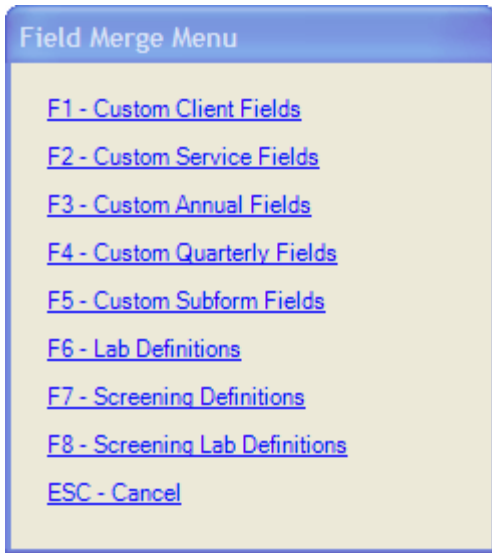 Field Merge Menu
F1 - Custom Client Fields
F2 - Custom Service Fields
F3 - Custom Annual Fields
F4 - Custom Quarterly Fields
F5 - Custom Subform Fields
F6 - Lab Definitions
F7 - Screening Definitions
F8 - Screening Lab Definitions
ESC - Cancel